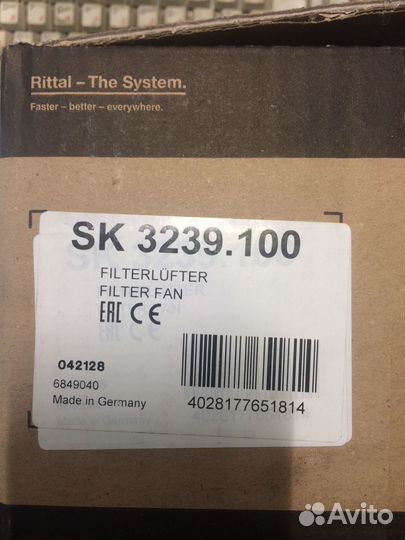 Rittal – The System.
Faster – better – everywhere.
SK 3239.100
FILTERLÜFTER
FILTER FAN
EAC CE
042128
6849040
Made in Germany
4028177651814
Avito